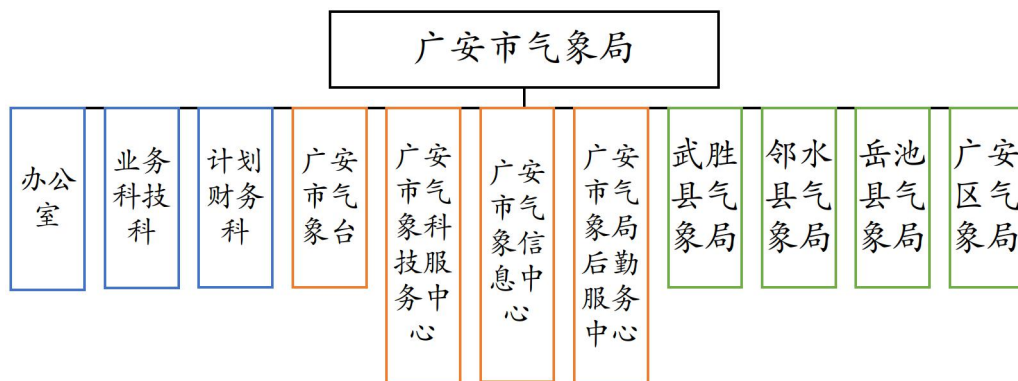 广安市气象局
办公
室
业务
科技
科
计划
财务
科
广安
市气
象台
广安
市气
象科
技服
务中
心
广安
市气
象信
息中
心
广安
市气
象局
后勤
服务
中心
武胜
县气
象局
邻水
县气
象局
岳池
县气
象局
广安
区气
象局